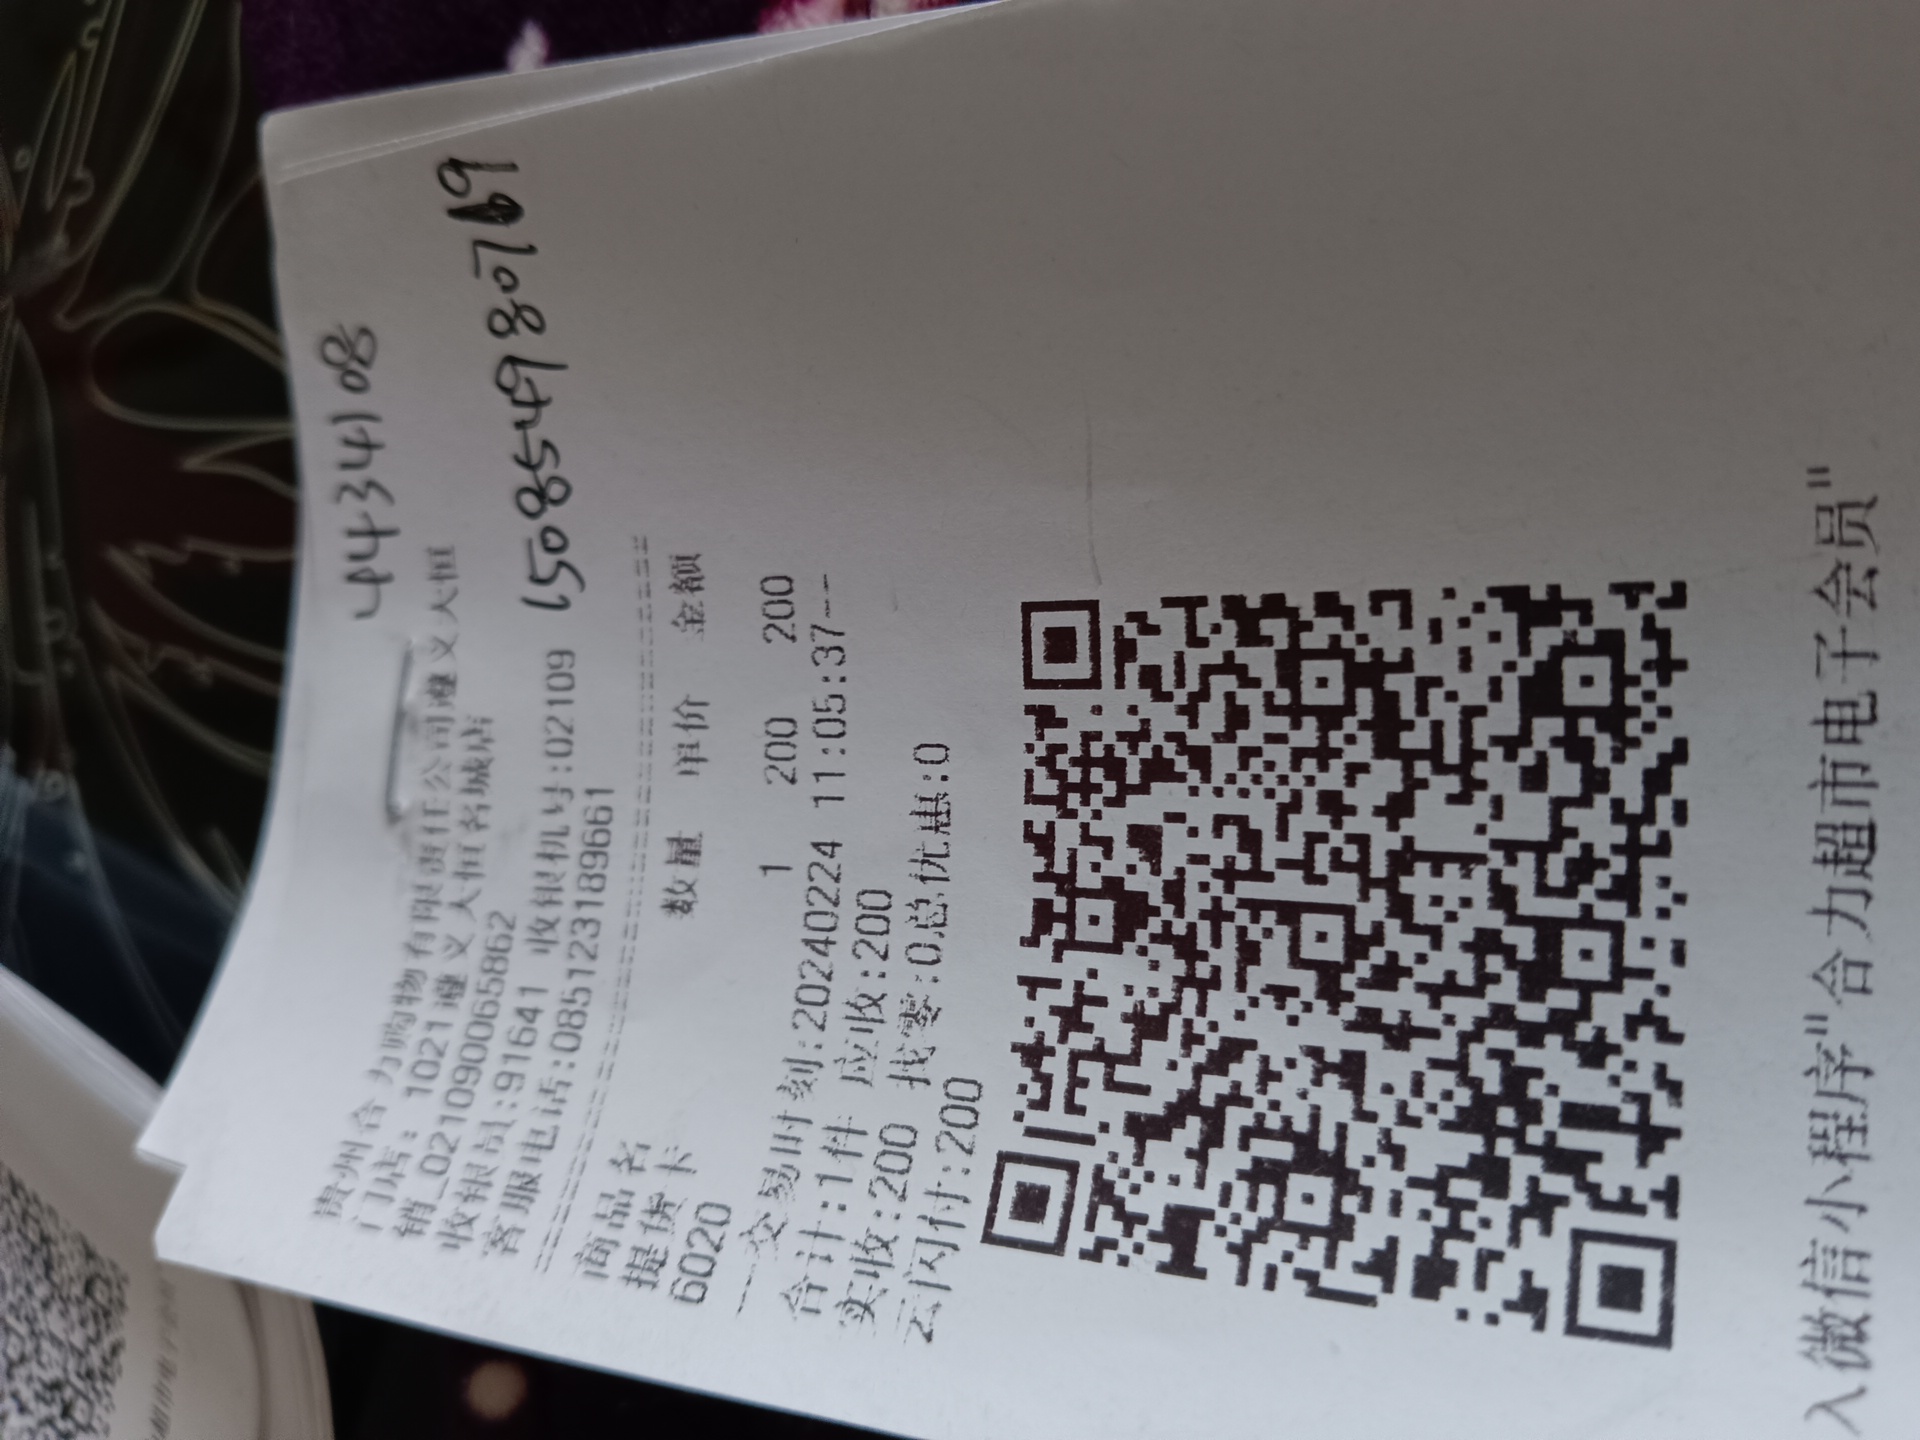 4434108
贵州合力购物有限责任公司遵义大恒
门店: 1021遵义大恒名城店
销_021090065862
收银员:91641 收银机号:02109
150854980769
客服电话:085123189661
商品名 数量 单价 金额
提货卡
6020 1 200 200
---交易时刻:20240224 11:05:37--
合计:1件 应收:200
实收:200 找零:0总优惠:0
云闪付:200
入微信小程序"合力超市电子会员"